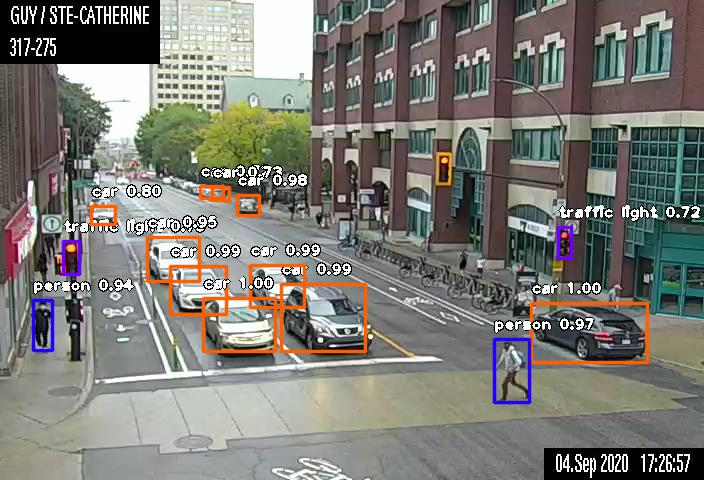 GUY / STE-CATHERINE
317-275
car 0.98
car 0.80
traffic light 0.72
car 0.95
car 0.99
car 0.99
car 0.99
person 0.94
car 1.00
car 1.00
person 0.97
04.Sep 2020 17:26:57